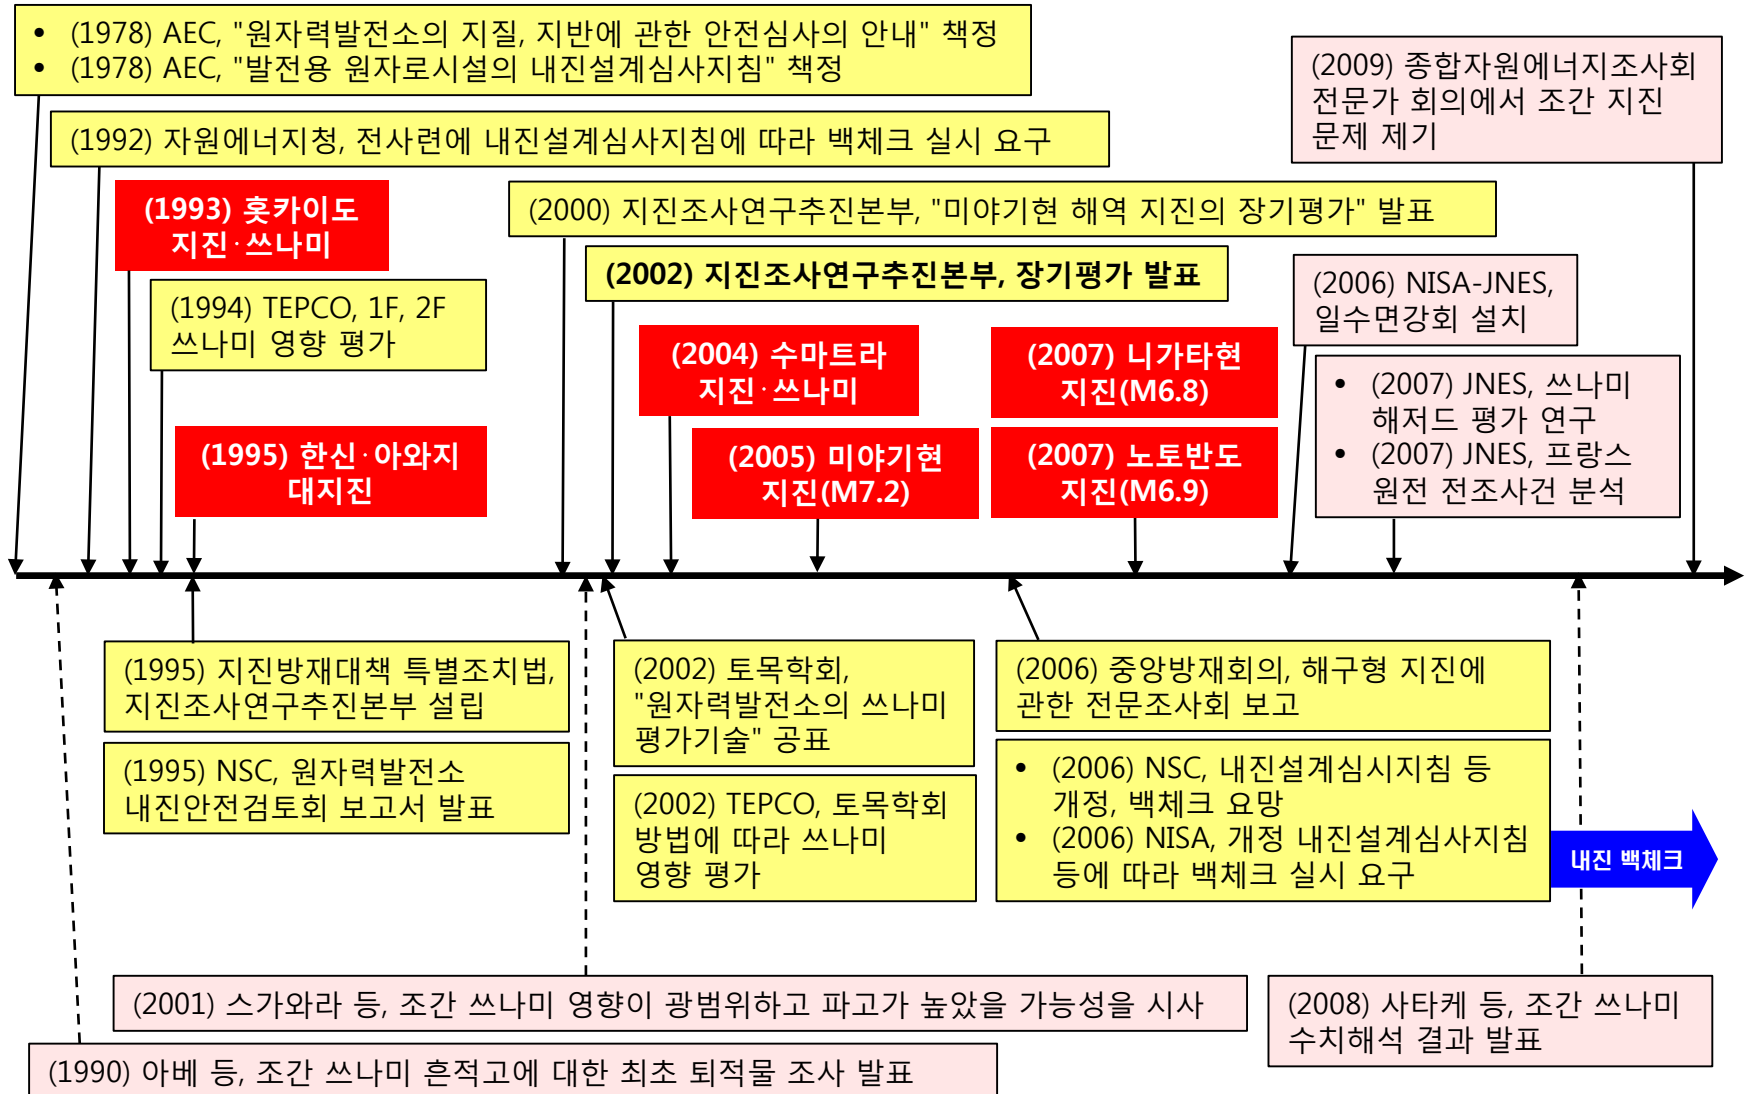 • (1978) AEC, "원자력발전소의 지질, 지반에 관한 안전심사의 안내" 책정
• (1978) AEC, "발전용 원자로시설의 내진설계심사지침" 책정
(2009) 종합자원에너지조사회
전문가 회의에서 조간 지진
문제 제기
(1992) 자원에너지청, 전사련에 내진설계심사지침에 따라 백체크 실시 요구
(1993) 홋카이도
지진·쓰나미
(2000) 지진조사연구추진본부, "미야기현 해역 지진의 장기평가" 발표
(2002) 지진조사연구추진본부, 장기평가 발표
(1994) TEPCO, 1F, 2F
쓰나미 영향 평가
(2006) NISA-JNES,
일수면강회 설치
(2004) 수마트라
지진·쓰나미
(2007) 니가타현
지진(M6.8)
• (2007) JNES, 쓰나미
해저드 평가 연구
• (2007) JNES, 프랑스
원전 전조사건 분석
(1995) 한신·아와지
대지진
(2005) 미야기현
지진(M7.2)
(2007) 노토반도
지진(M6.9)
(1995) 지진방재대책 특별조치법,
지진조사연구추진본부 설립
(2002) 토목학회,
"원자력발전소의 쓰나미
평가기술" 공표
(2006) 중앙방재회의, 해구형 지진에
관한 전문조사회 보고
(1995) NSC, 원자력발전소
내진안전검토회 보고서 발표
(2002) TEPCO, 토목학회
방법에 따라 쓰나미
영향 평가
• (2006) NSC, 내진설계심시지침 등
개정, 백체크 요망
• (2006) NISA, 개정 내진설계심사지침
등에 따라 백체크 실시 요구
내진 백체크
(2001) 스가와라 등, 조간 쓰나미 영향이 광범위하고 파고가 높았을 가능성을 시사
(2008) 사타케 등, 조간 쓰나미
수치해석 결과 발표
(1990) 아베 등, 조간 쓰나미 흔적고에 대한 최초 퇴적물 조사 발표